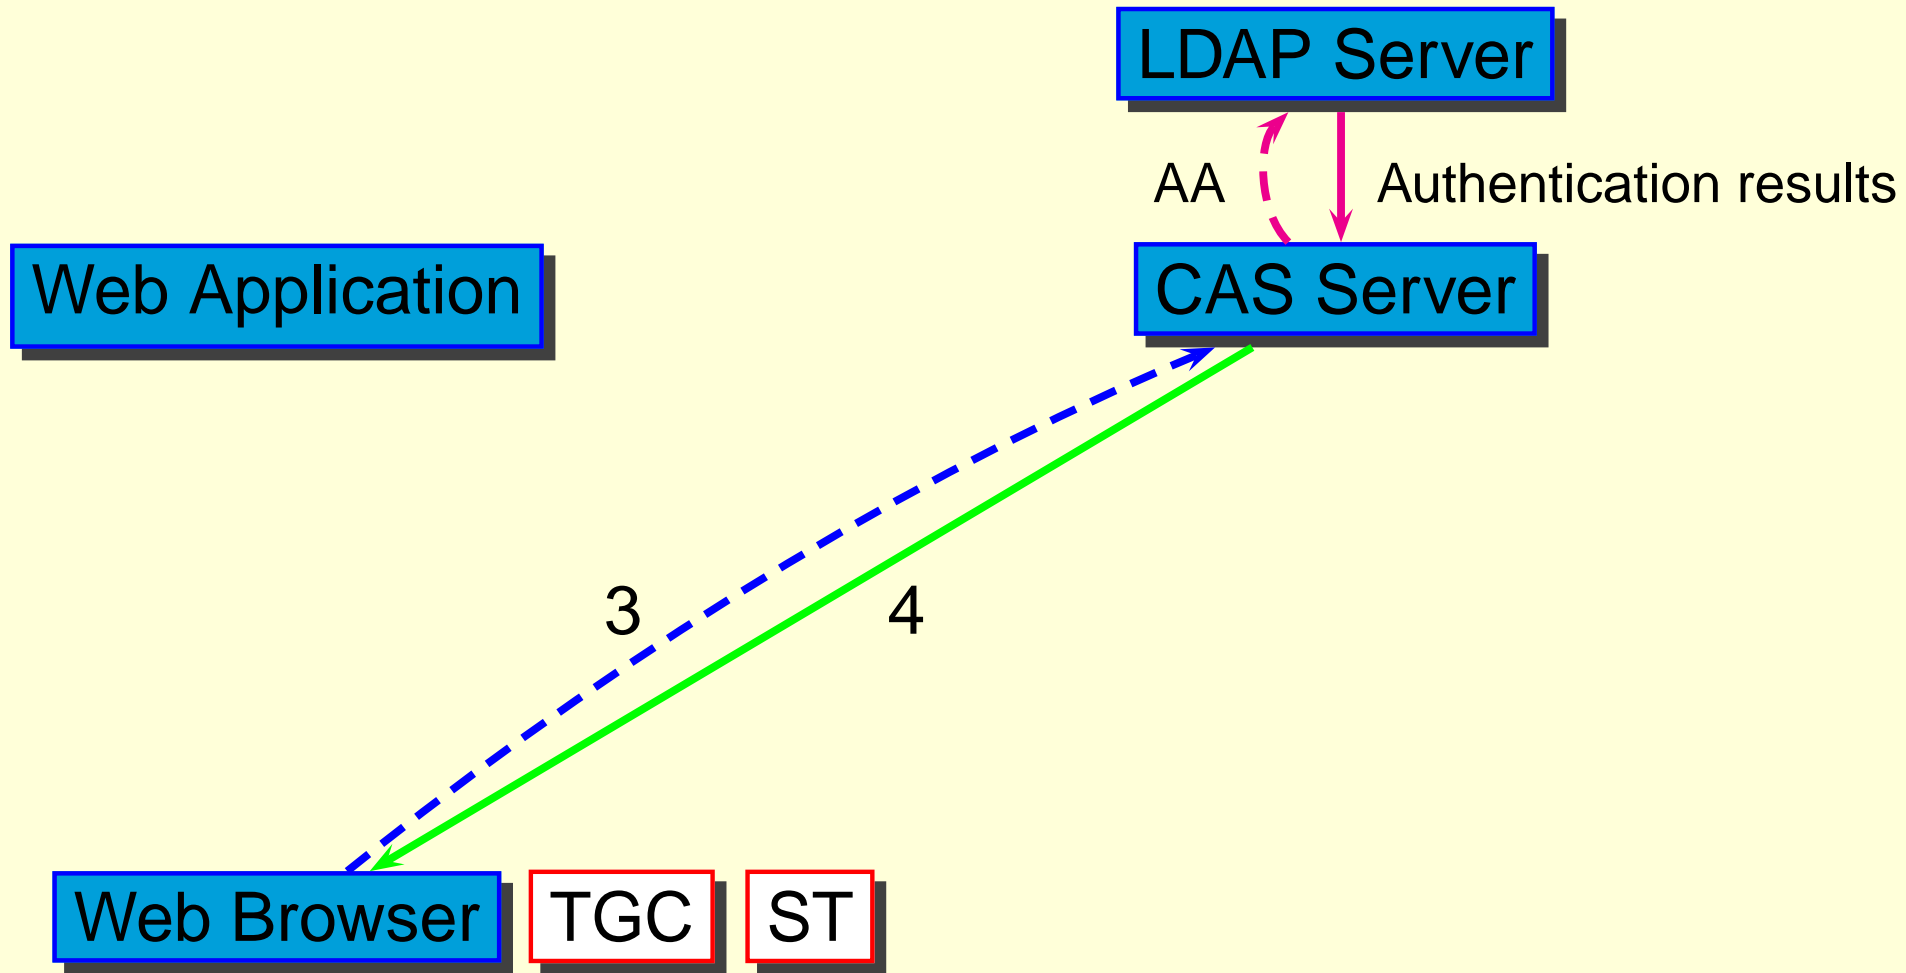 LDAP Server
AA
Authentication results
Web Application
CAS Server
3
4
Web Browser
TGC
ST